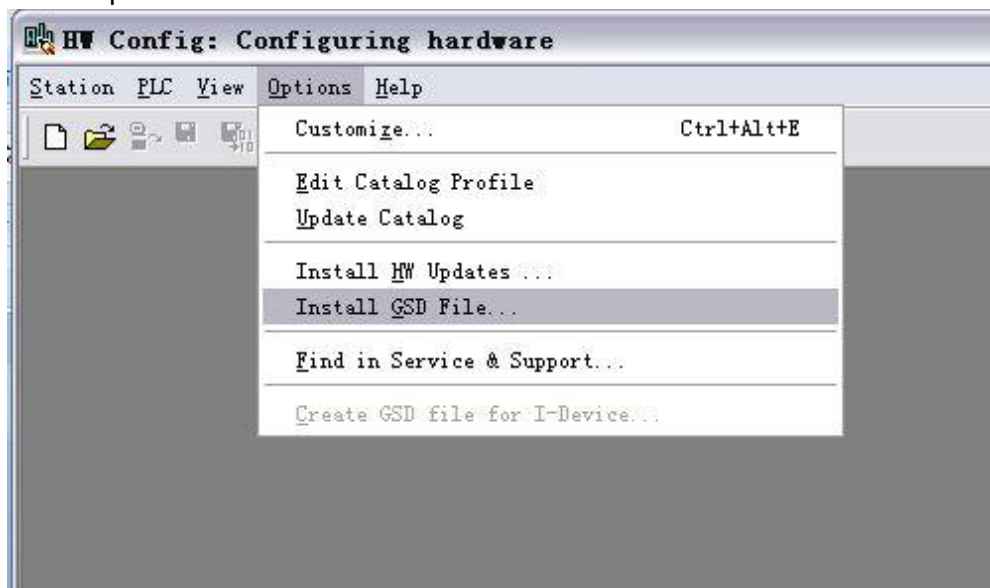 HW Config: Configuring hardware
Station PLC View Options Help
Customize... Ctrl+Alt+E
Edit Catalog Profile
Update Catalog
Install HW Updates ...
Install GSD File...
Find in Service & Support...
Create GSD file for I-Device...